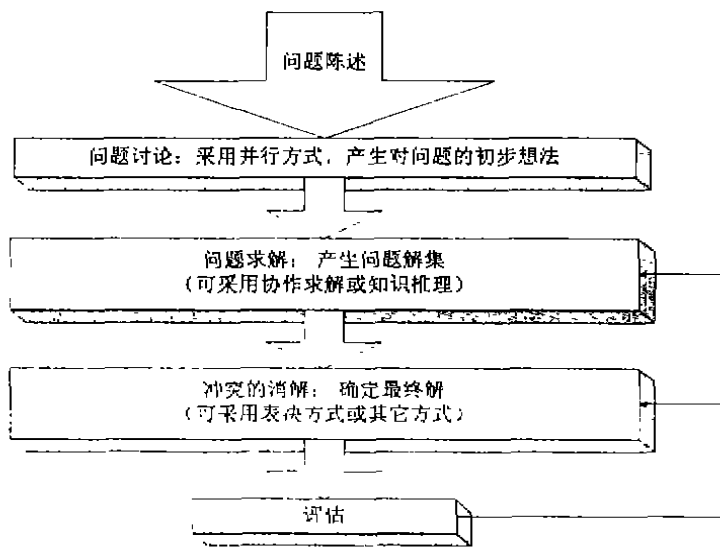 问题陈述
问题讨论：采用并行方式，产生对问题的初步想法
问题求解：产生问题解集
（可采用协作求解或知识推理）
冲突的消解：确定最终解
（可采用表决方式或其它方式）
评估